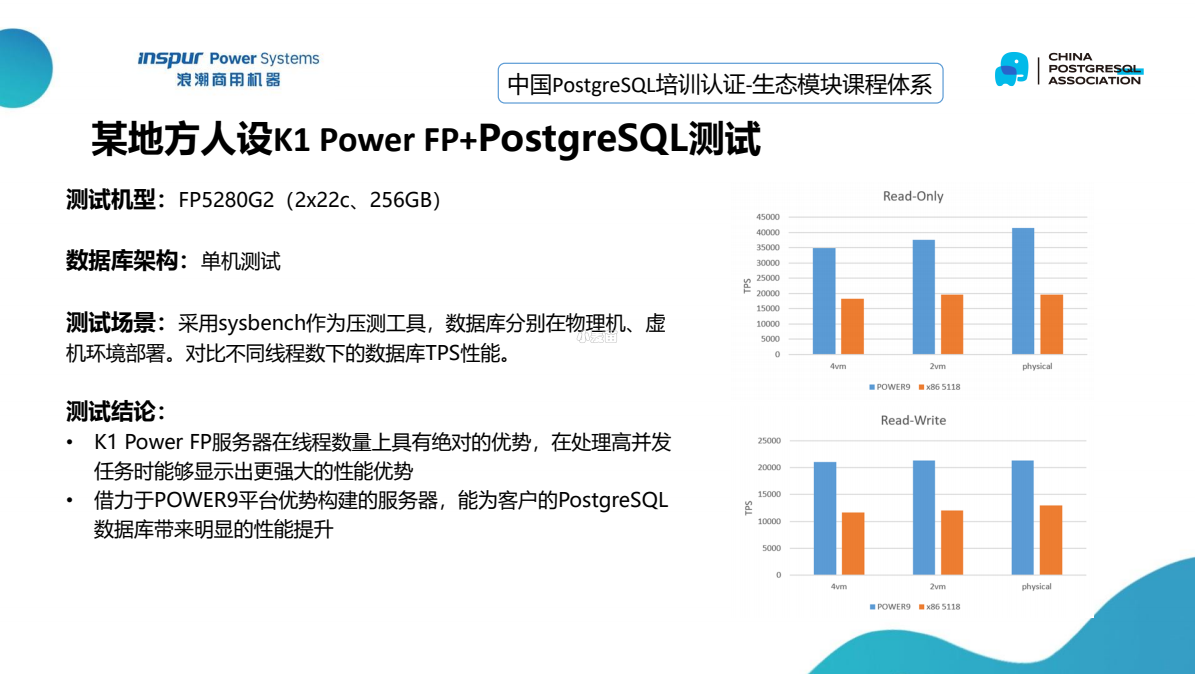 inspur Power Systems
浪潮商用机器
中国PostgreSQL培训认证-生态模块课程体系
CHINA
POSTGRESQL
ASSOCIATION
某地方人设K1 Power FP+PostgreSQL测试
测试机型：FP5280G2（2x22c、256GB）
数据库架构：单机测试
测试场景：采用sysbench作为压测工具，数据库分别在物理机、虚
机环境部署。对比不同线程数下的数据库TPS性能。
测试结论：
• K1 Power FP服务器在线程数量上具有绝对的优势，在处理高并发
任务时能够显示出更强大的性能优势
• 借力于POWER9平台优势构建的服务器，能为客户的PostgreSQL
数据库带来明显的性能提升
Read-Only
45000
40000
35000
30000
25000
20000
15000
10000
5000
0
TPS
4vm 2vm physical
POWER9 x86 5118
Read-Write
25000
20000
15000
10000
5000
0
TPS
4vm 2vm physical
POWER9 x86 5118